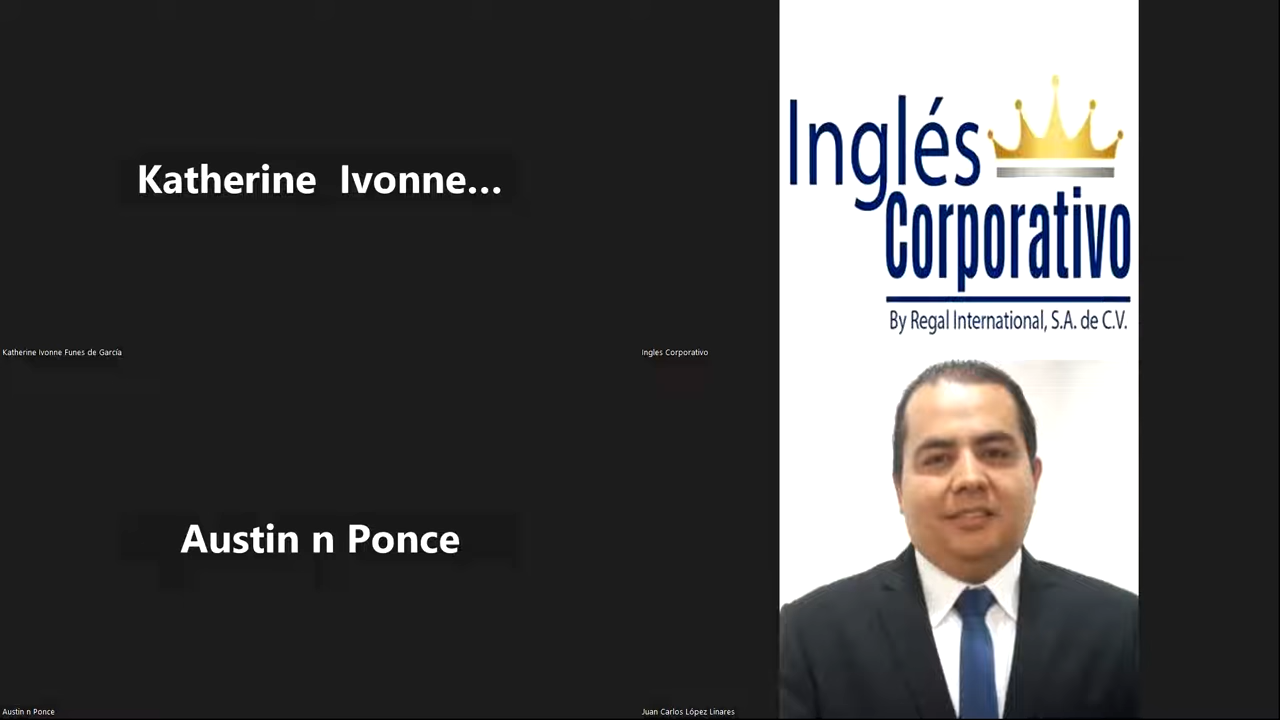 Katherine  Ivonne...
Katherine Ivonne Funes de García
Inglés
Corporativo
By Regal International, S.A. de C.V.
Ingles Corporativo
Austin n Ponce
Austin n Ponce
Juan Carlos López Linares